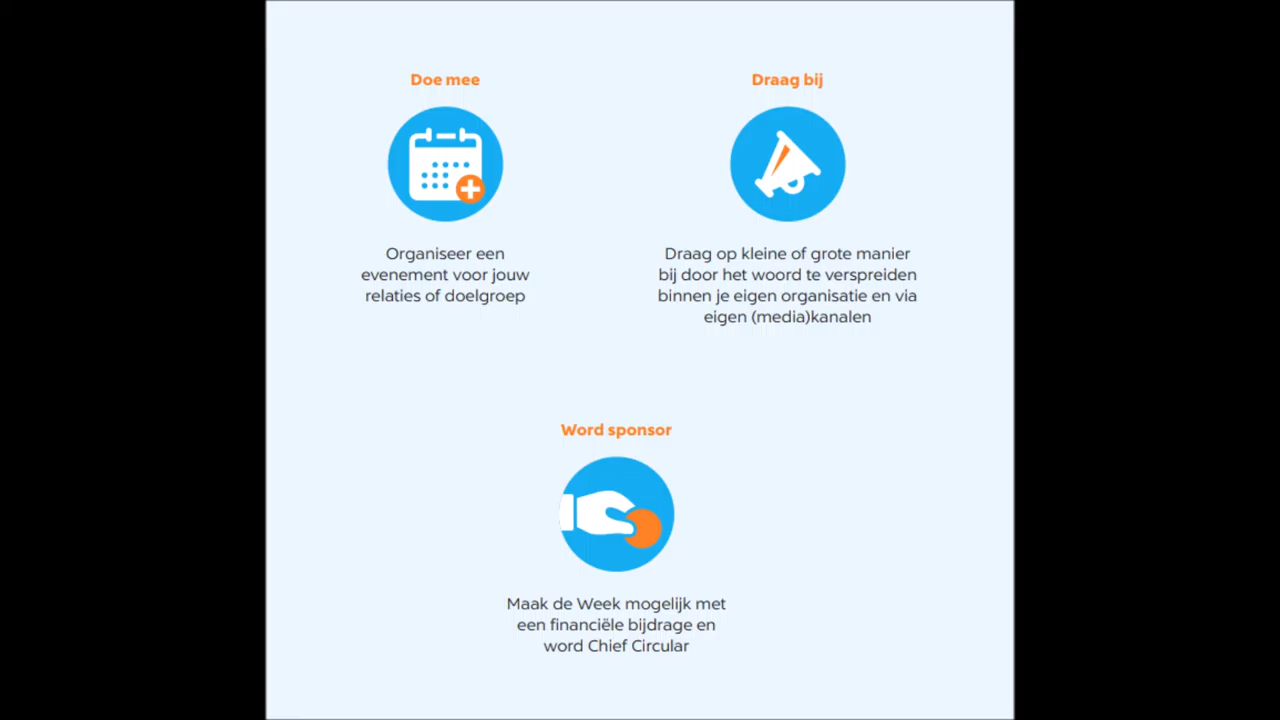 Doe mee
Organiseer een
evenement voor jouw
relaties of doelgroep
Draag bij
Draag op kleine of grote manier
bij door het woord te verspreiden
binnen je eigen organisatie en via
eigen (media)kanalen
Word sponsor
Maak de Week mogelijk met
een financiële bijdrage en
word Chief Circular